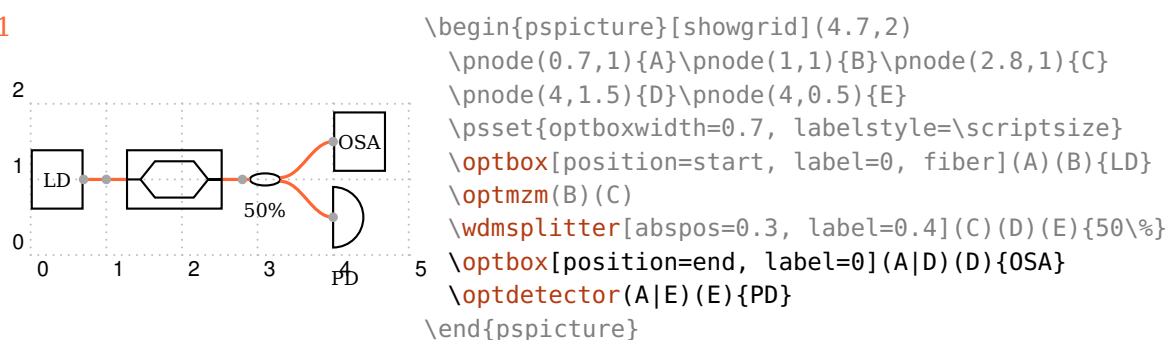 1
2
1
0
0 1 2 3 4 5
LD
50%
OSA
PD
\begin{pspicture}[showgrid](4.7,2)
  \pnode(0.7,1){A}\pnode(1,1){B}\pnode(2.8,1){C}
  \pnode(4,1.5){D}\pnode(4,0.5){E}
  \psset{optboxwidth=0.7, labelstyle=\scriptsize}
  \optbox[position=start, label=0, fiber](A)(B){LD}
  \optmzm(B)(C)
  \wdmsplitter[abspos=0.3, label=0.4](C)(D)(E){50\%}
  \optbox[position=end, label=0](A|D)(D){OSA}
  \optdetector(A|E)(E){PD}
\end{pspicture}